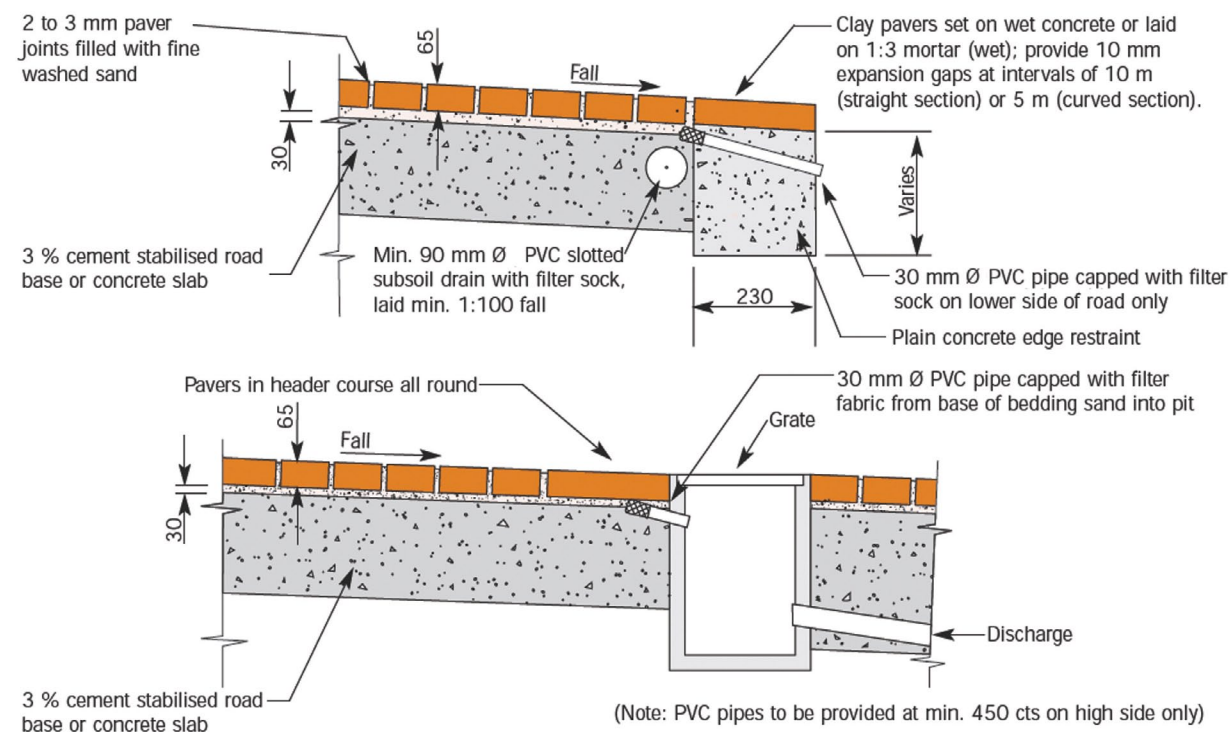 2 to 3 mm paver
joints filled with fine
washed sand
65
Fall
Clay pavers set on wet concrete or laid
on 1:3 mortar (wet); provide 10 mm
expansion gaps at intervals of 10 m
(straight section) or 5 m (curved section).
30
Varies
3 % cement stabilised road
base or concrete slab
Min. 90 mm Ø PVC slotted
subsoil drain with filter sock,
laid min. 1:100 fall
230
30 mm Ø PVC pipe capped with filter
sock on lower side of road only
Plain concrete edge restraint
Pavers in header course all round
30 mm Ø PVC pipe capped with filter
fabric from base of bedding sand into pit
65
Fall
Grate
30
Discharge
3 % cement stabilised road
base or concrete slab
(Note: PVC pipes to be provided at min. 450 cts on high side only)